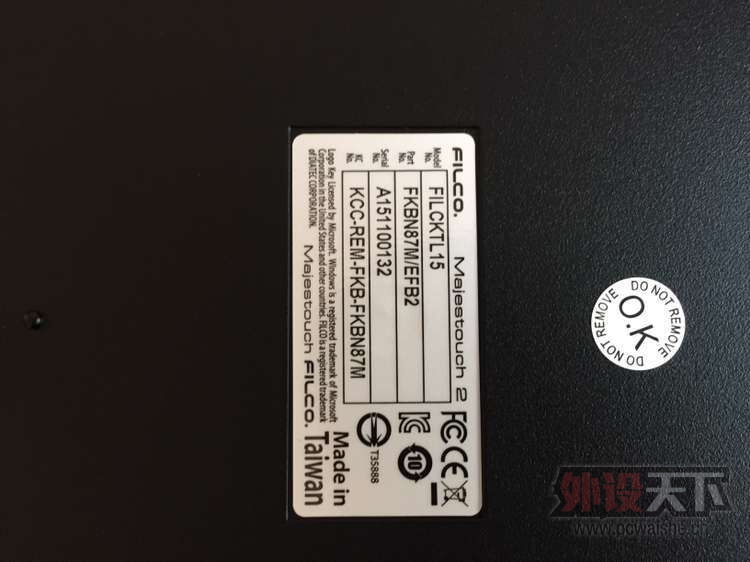 FILCO. Majestouch 2
Model No. FILCKTL15
Part No. FKBN87M/EFB2
Serial No. A151100132
KC No. KCC-REM-FKB-FKBN87M
Logo Key Licensed by Microsoft. Windows is a registered trademark of Microsoft
Corporation in the United States and other countries. FILCO is a registered trademark
of DIATEC CORPORATION.
Majestouch FILCO.
FC CE
10
T35888
Made in
Taiwan
DO NOT REMOVE
O.K
DO NOT REMOVE
外设天下
www.pcwaishe.cn